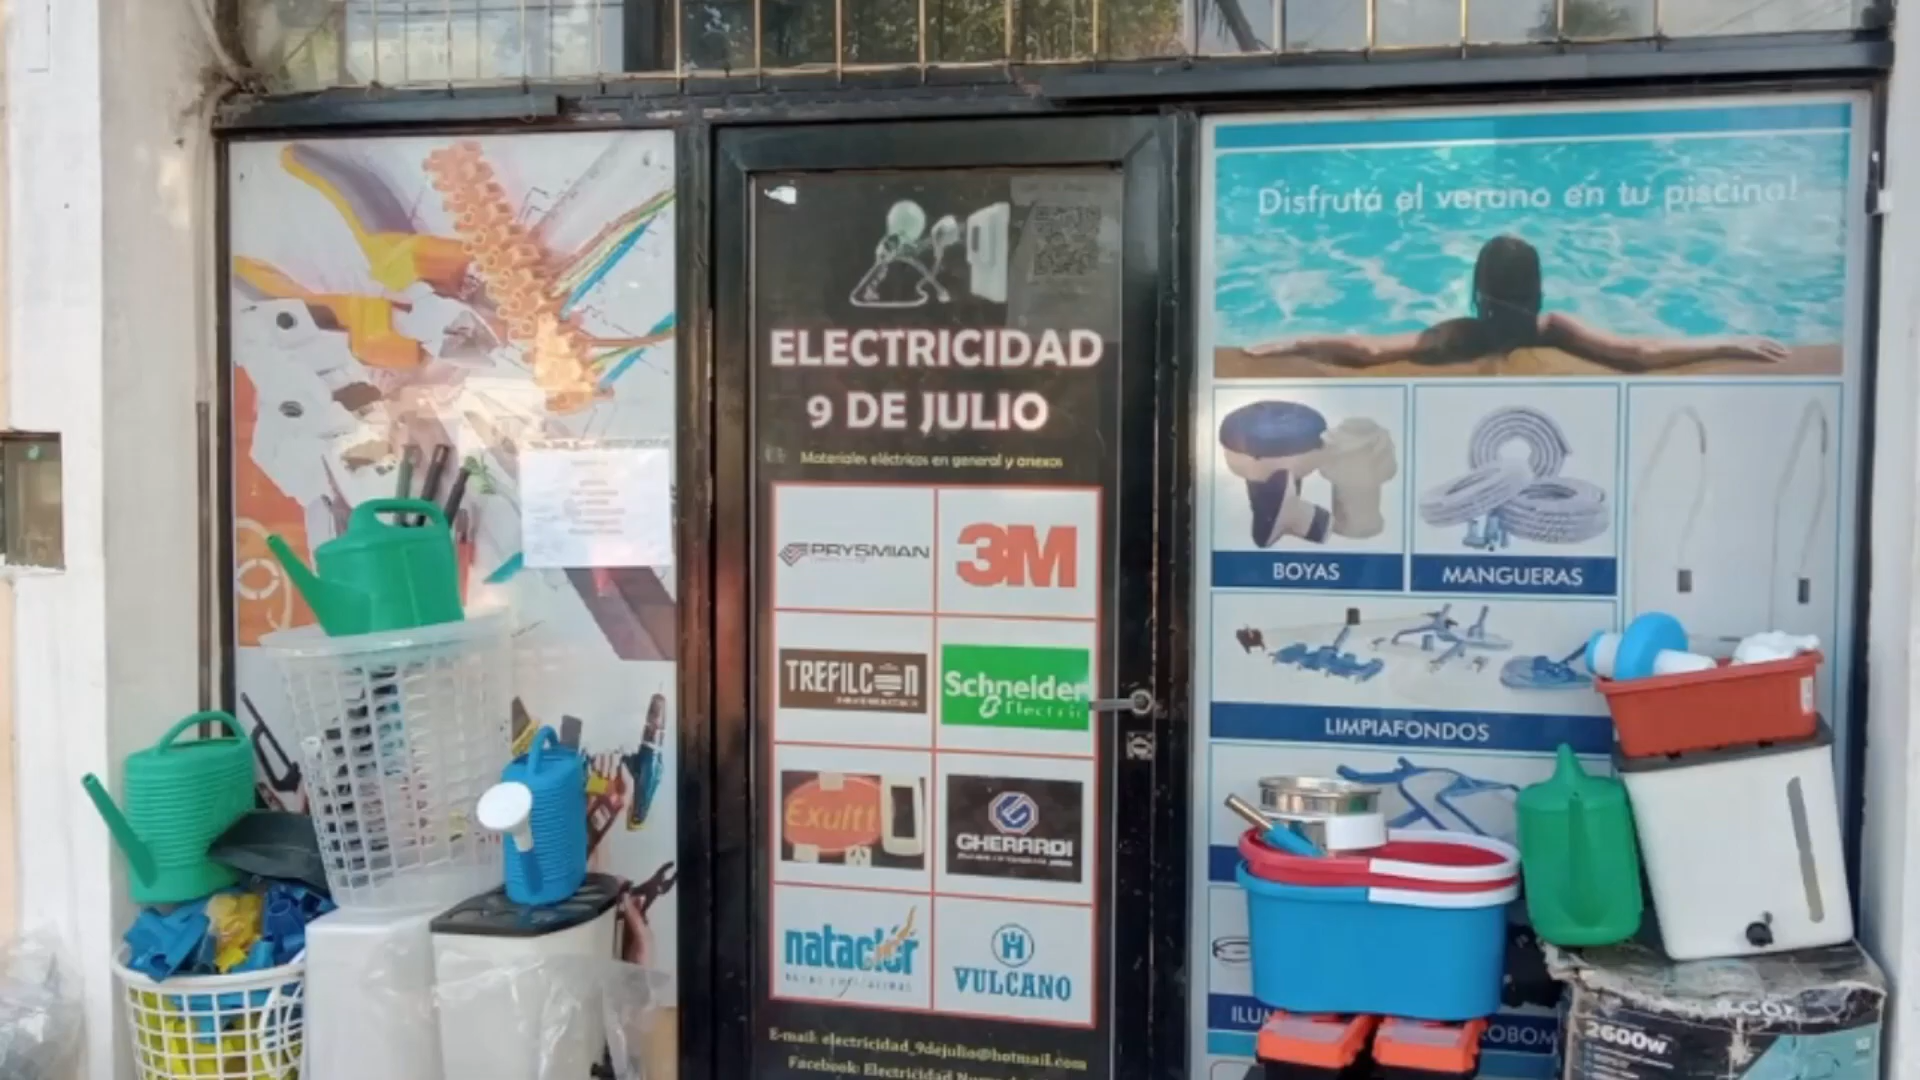 Disfrutá el verano en tu piscina!
ELECTRICIDAD
9 DE JULIO
Materiales eléctricos en general y anexos
PRYSMIAN
3M
TREFILCON
Schneider
Electric
Exultt
GHERARDI
nataclor
VULCANO
E-mail: electricidad_9dejulio@hotmail.com
Facebook: Electricidad
BOYAS
MANGUERAS
LIMPIAFONDOS
2600w